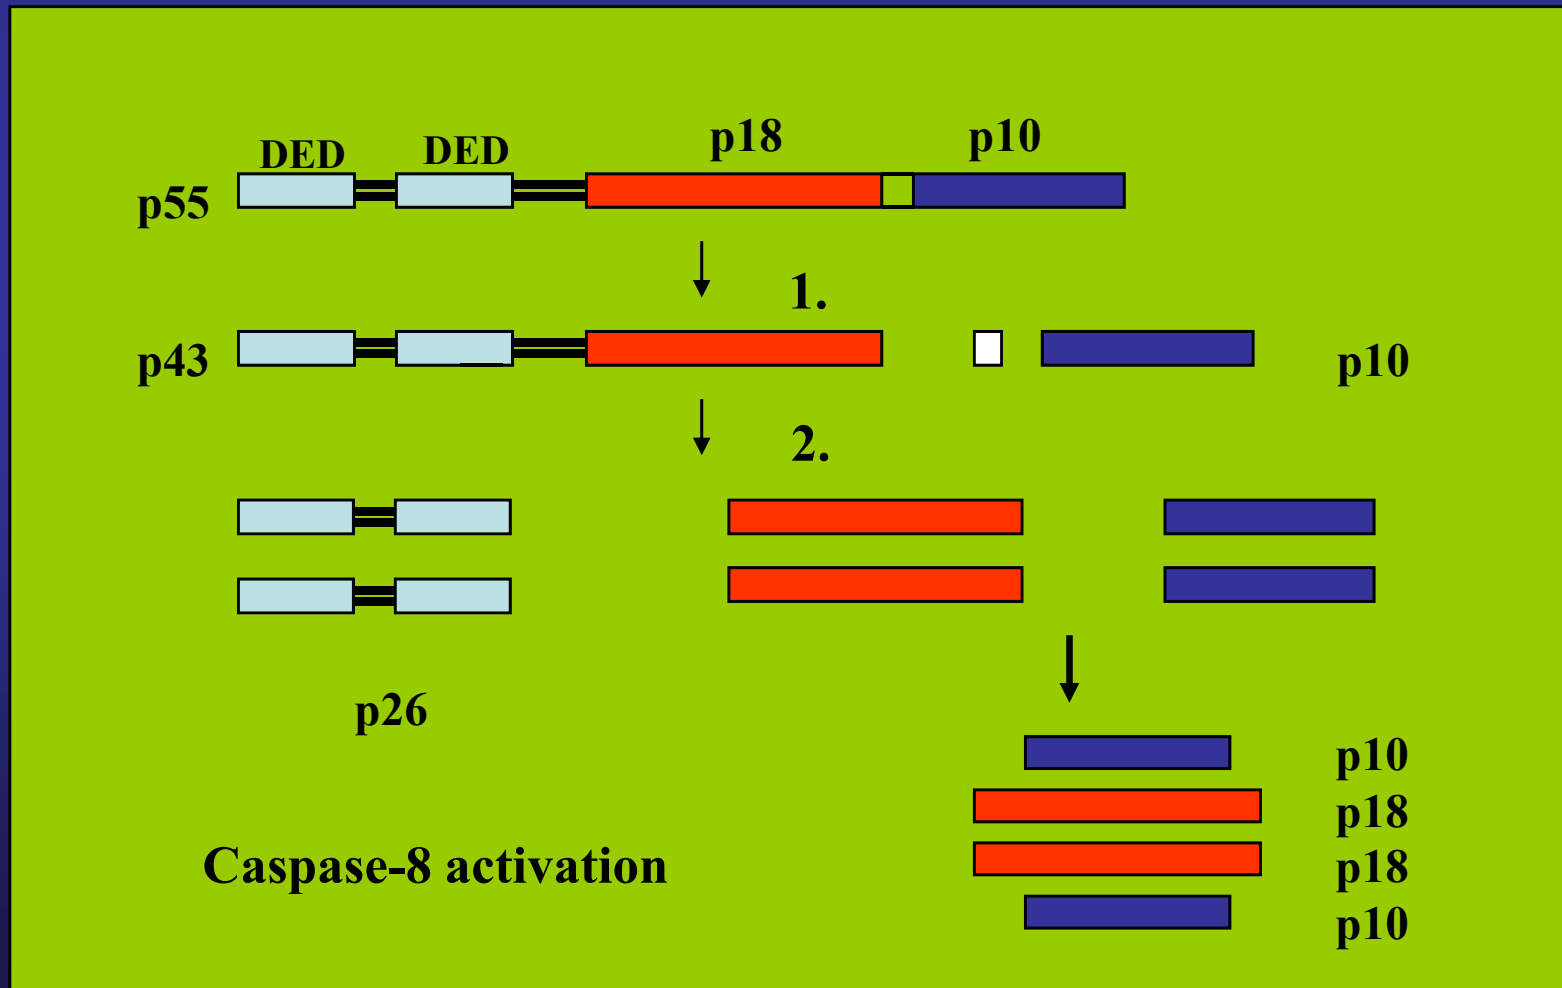 DED DED p18 p10
p55
1.
p43 p10
2.
p26
p10
p18
Caspase-8 activation p18
p10